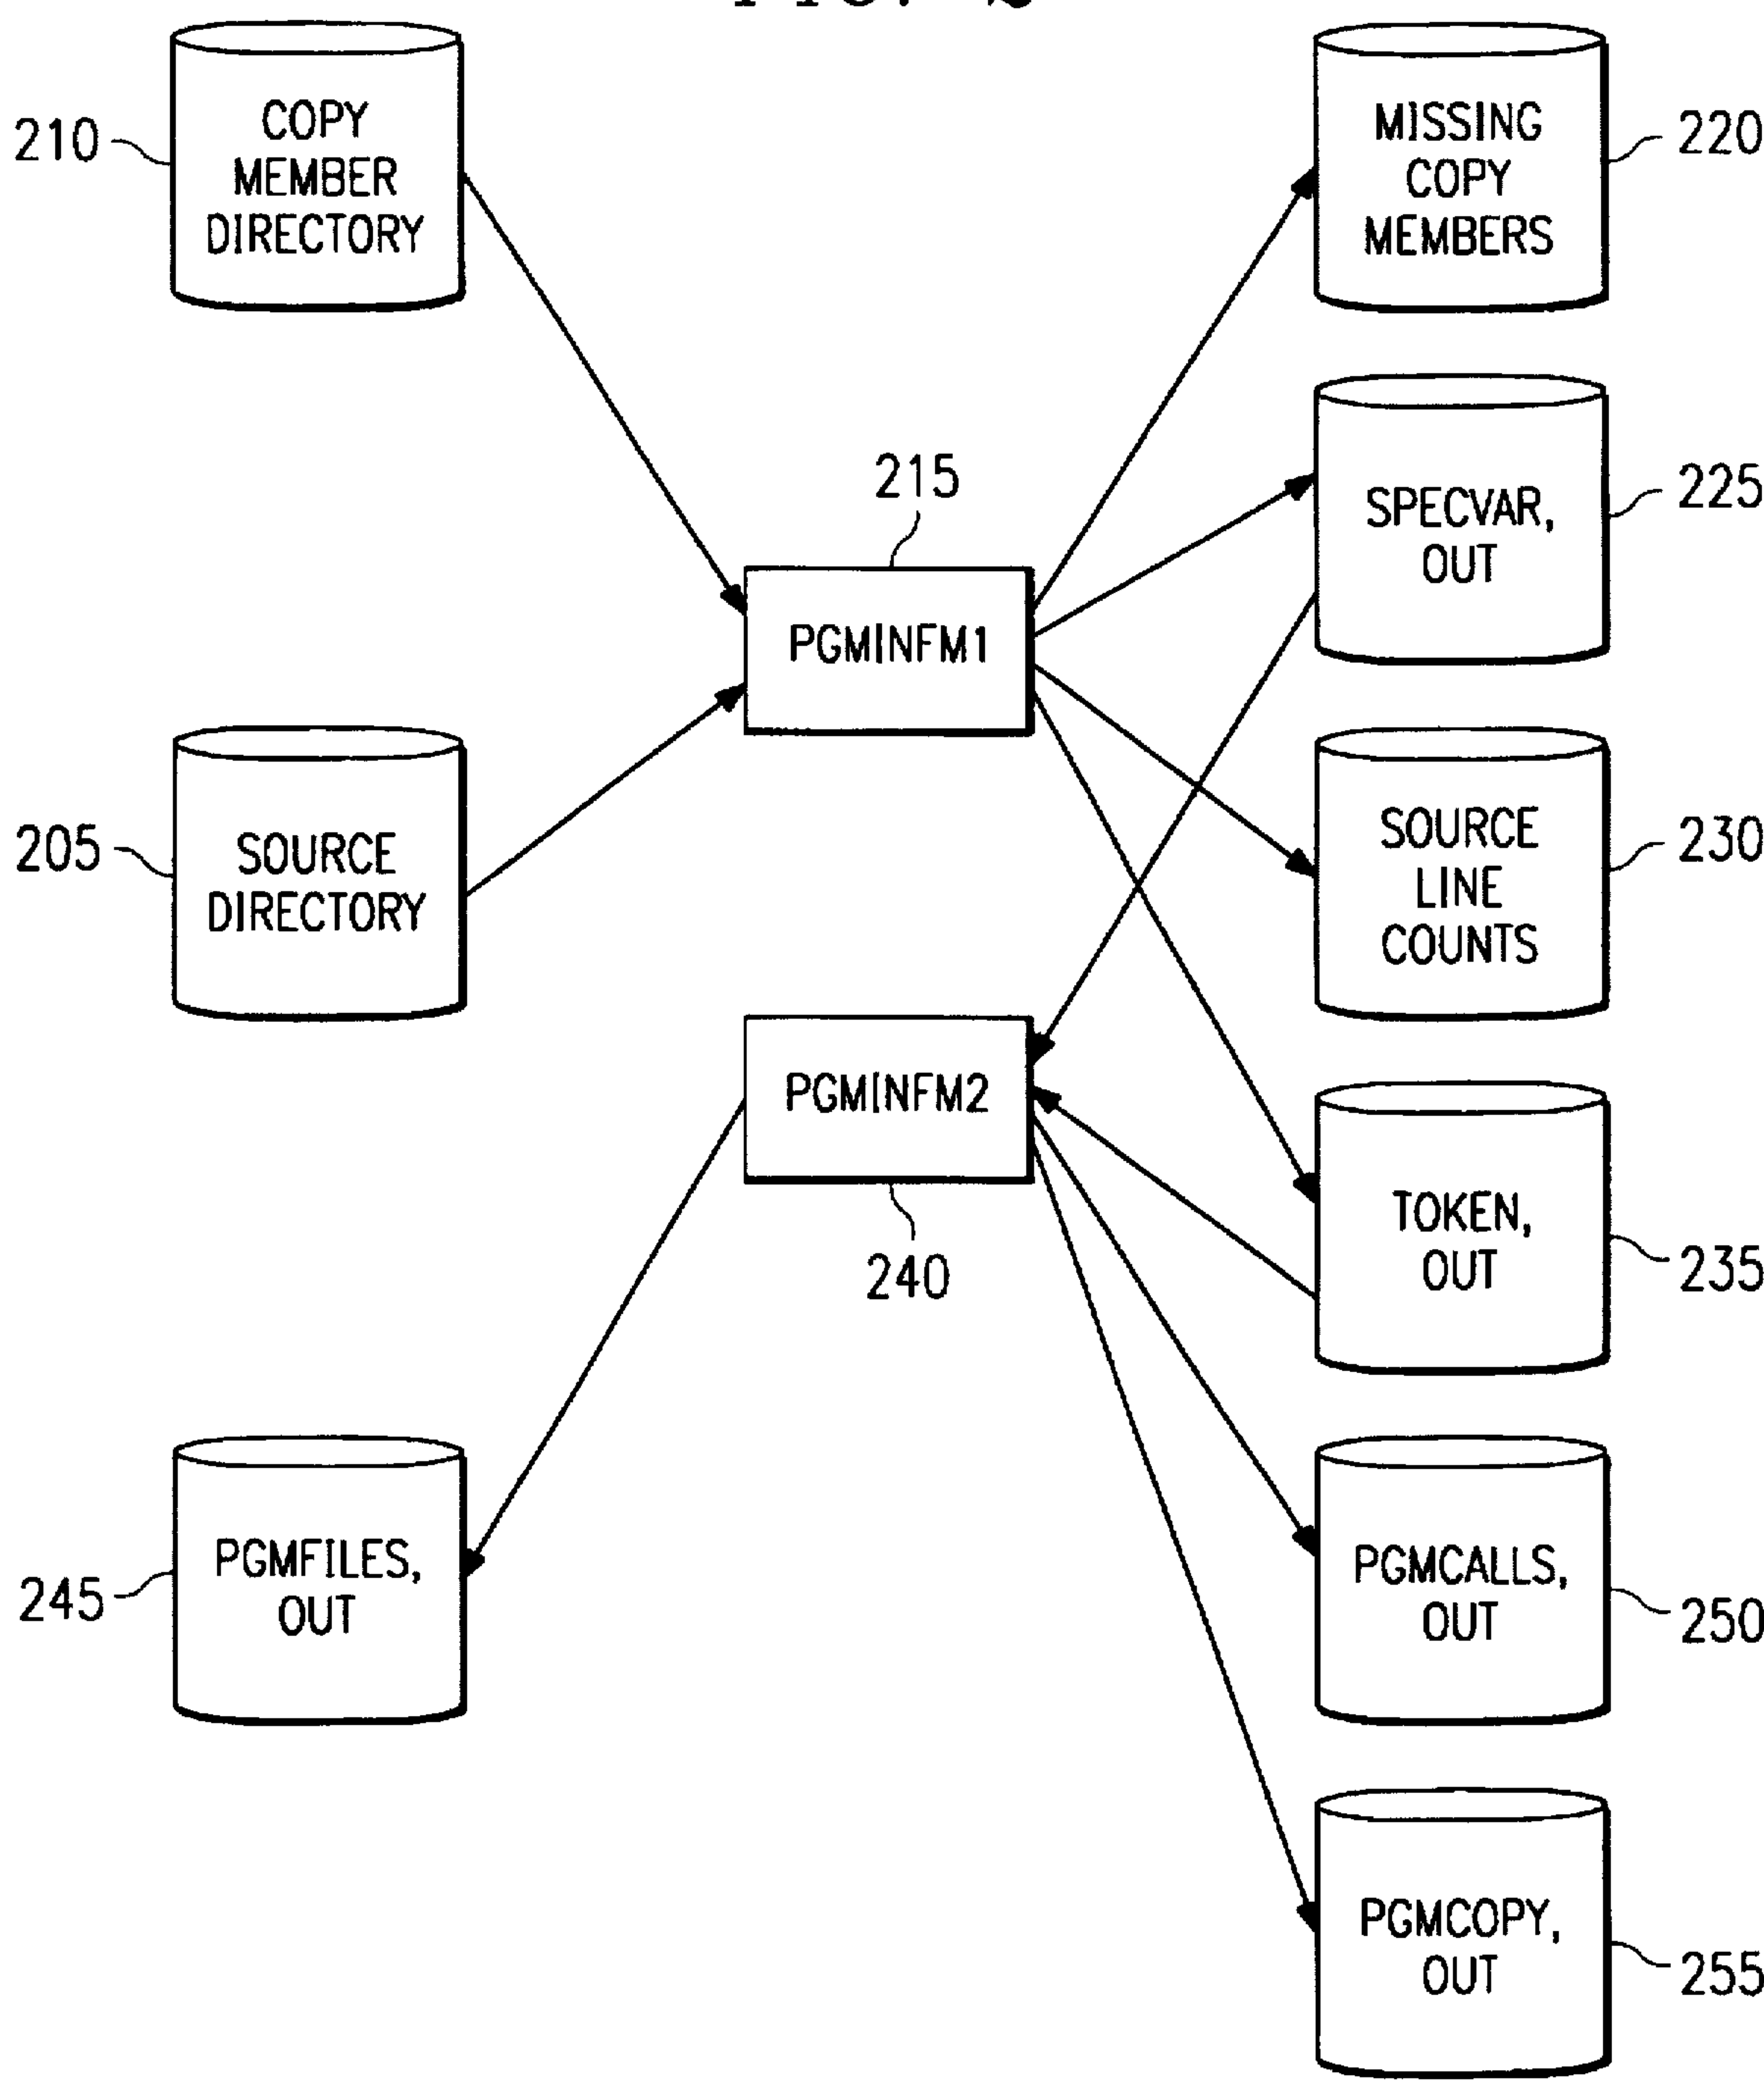 210
COPY
MEMBER
DIRECTORY
MISSING
COPY
MEMBERS
220
215
SPECVAR,
OUT
225
PGMINFM1
205
SOURCE
DIRECTORY
SOURCE
LINE
COUNTS
230
PGMINFM2
240
TOKEN,
OUT
235
245
PGMFILES,
OUT
PGMCALLS,
OUT
250
PGMCOPY,
OUT
255